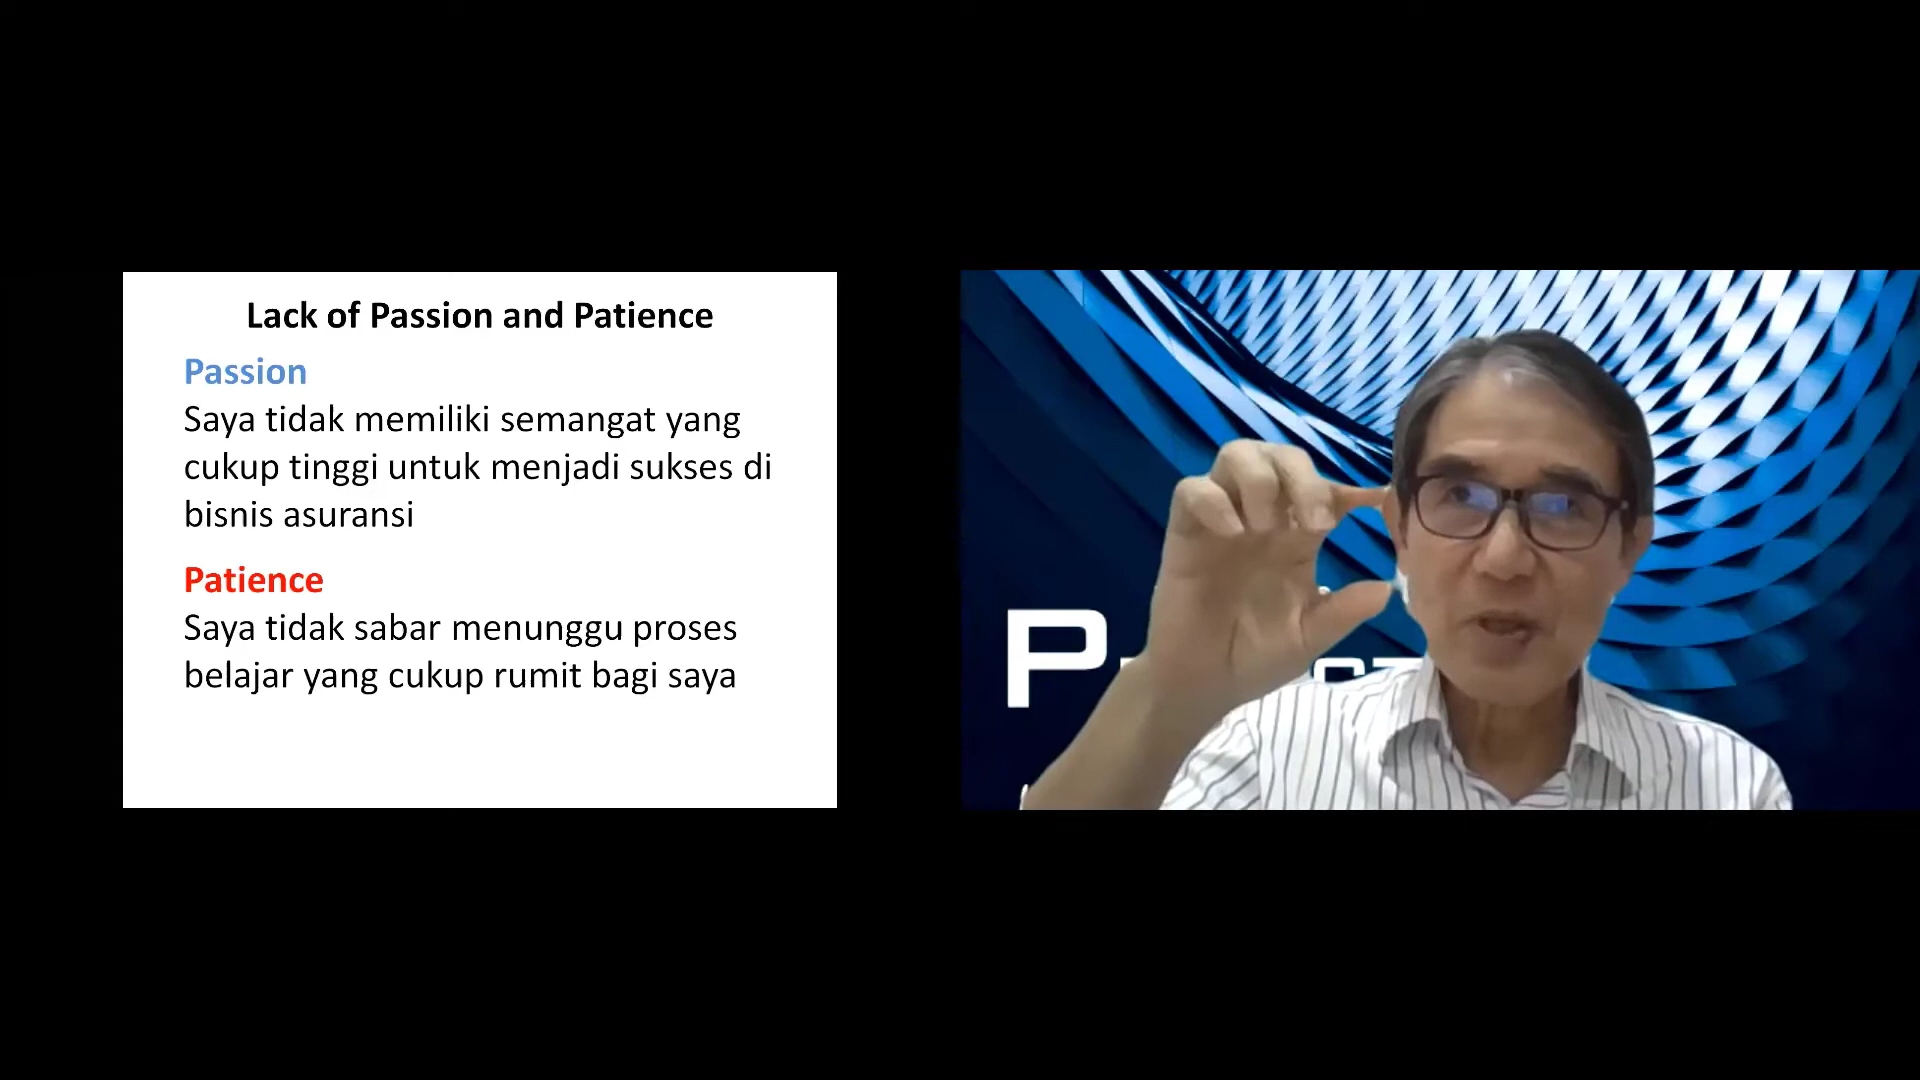 Lack of Passion and Patience
Passion
Saya tidak memiliki semangat yang
cukup tinggi untuk menjadi sukses di
bisnis asuransi
Patience
Saya tidak sabar menunggu proses
belajar yang cukup rumit bagi saya